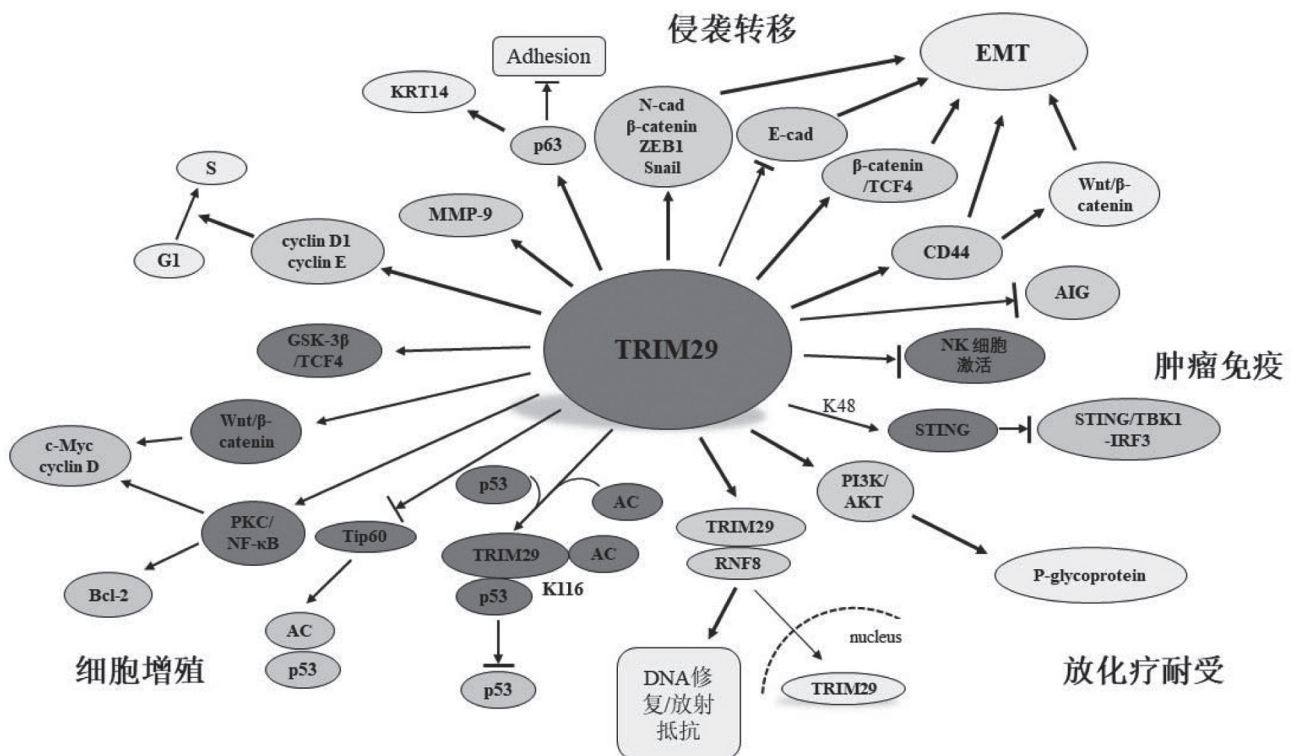 侵袭转移
EMT
Adhesion
KRT14
N-cad
β-catenin
ZEB1
Snail
E-cad
p63
β-catenin
/TCF4
S
Wnt/β-
catenin
MMP-9
cyclin D1
cyclin E
G1
CD44
AIG
TRIM29
GSK-3β
/TCF4
NK 细胞
激活
肿瘤免疫
K48
Wnt/β-
catenin
STING
STING/TBK1
-IRF3
c-Myc
cyclin D
p53
AC
PI3K/
AKT
PKC/
NF-κB
Tip60
TRIM29
AC
TRIM29
RNF8
P-glycoprotein
Bcl-2
p53
K116
AC
p53
nucleus
细胞增殖
放化疗耐受
p53
DNA修
复/放射
抵抗
TRIM29